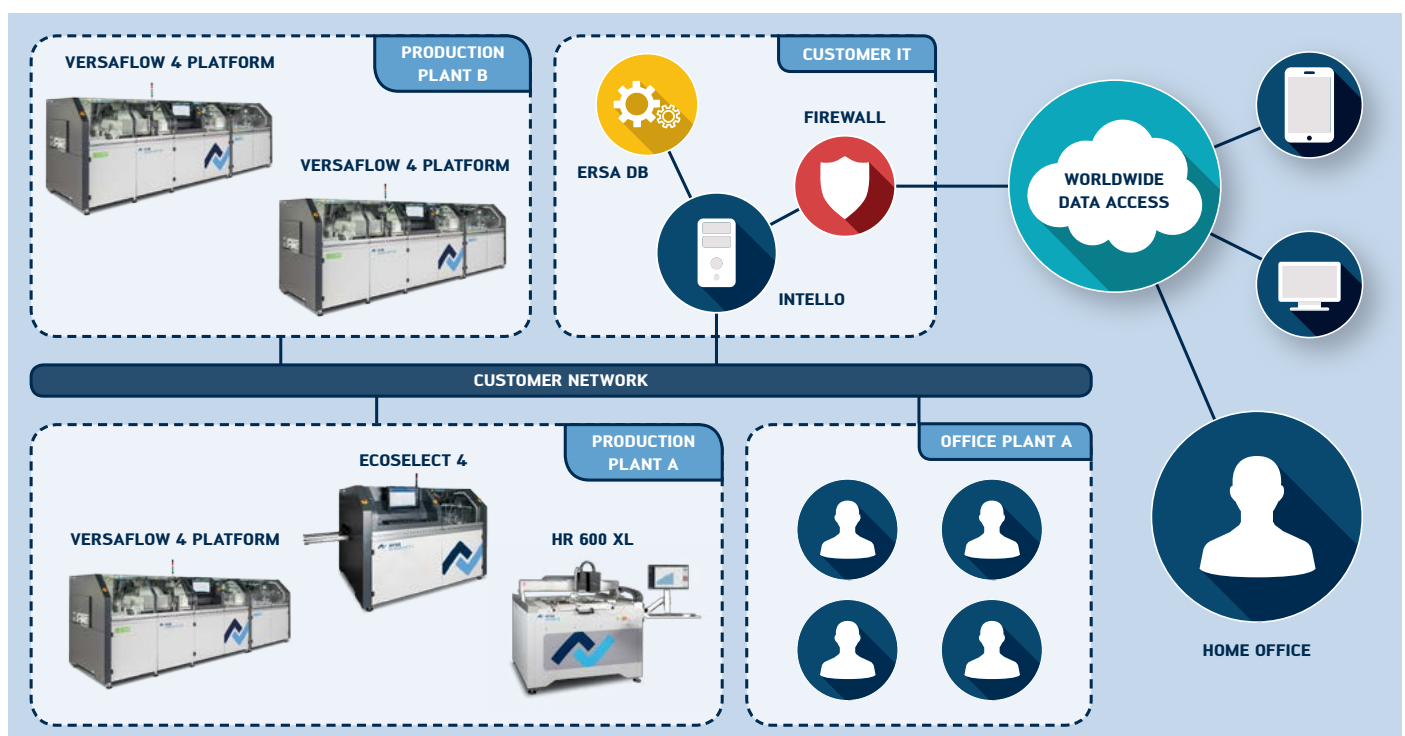 VERSAFLOW 4 PLATFORM
PRODUCTION
PLANT B
VERSAFLOW 4 PLATFORM
CUSTOMER IT
ERSA DB
FIREWALL
INTELLO
WORLDWIDE
DATA ACCESS
CUSTOMER NETWORK
PRODUCTION
PLANT A
ECOSELECT 4
VERSAFLOW 4 PLATFORM
HR 600 XL
OFFICE PLANT A
HOME OFFICE